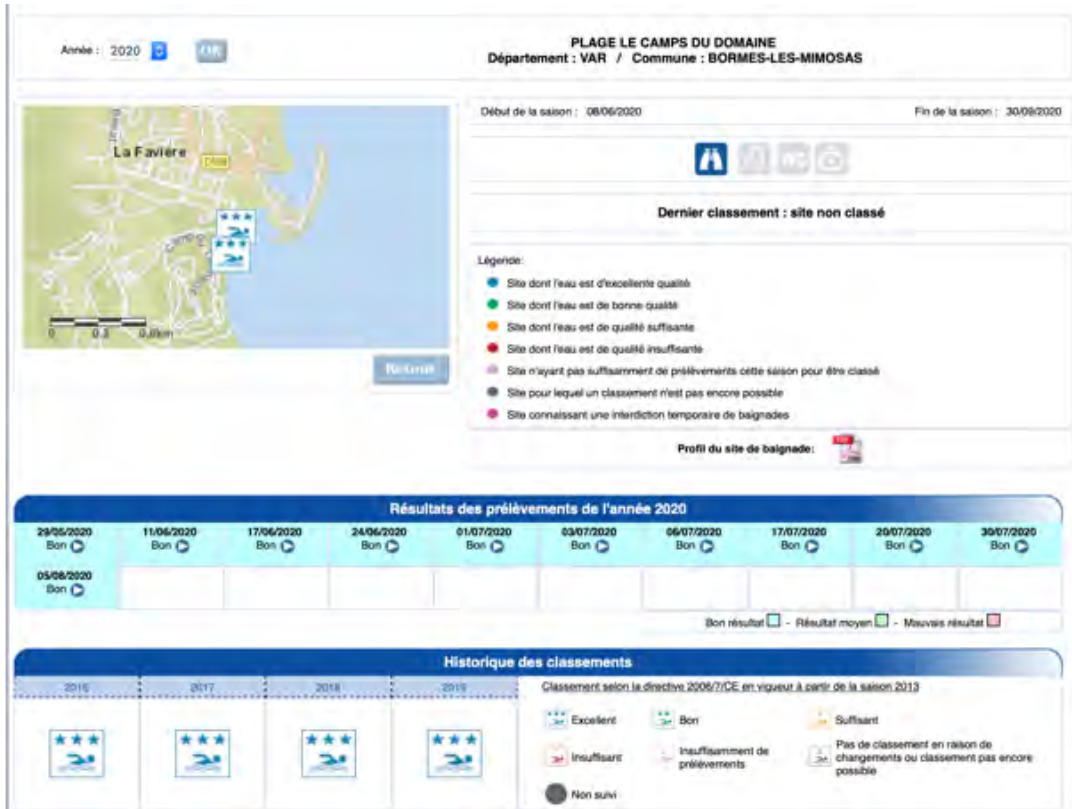 Année : 2020 OK
PLAGE LE CAMPS DU DOMAINE
Département : VAR / Commune : BORMES-LES-MIMOSAS
Début de la saison : 08/06/2020 Fin de la saison : 30/09/2020
La Favière
WC
Dernier classement : site non classé
Légende:
Site dont l'eau est d'excellente qualité
Site dont l'eau est de bonne qualité
Site dont l'eau est de qualité suffisante
Site dont l'eau est de qualité insuffisante
Site n'ayant pas suffisamment de prélèvements cette saison pour être classé
Site pour lequel un classement n'est pas encore possible
Site connaissant une interdiction temporaire de baignades
0 0.3 0.6km
Retour
Profil du site de baignade:
Résultats des prélèvements de l'année 2020
29/05/2020 11/06/2020 17/06/2020 24/06/2020 01/07/2020 03/07/2020 06/07/2020 17/07/2020 20/07/2020 30/07/2020
Bon Bon Bon Bon Bon Bon Bon Bon Bon Bon
05/08/2020
Bon
Bon résultat - Résultat moyen - Mauvais résultat
Historique des classements
2016 2017 2018 2019
Classement selon la directive 2006/7/CE en vigueur à partir de la saison 2013
Excellent Bon Suffisant
Insuffisant
Insuffisamment de prélèvements
Pas de classement en raison de
changements ou classement pas encore
possible
Non suivi